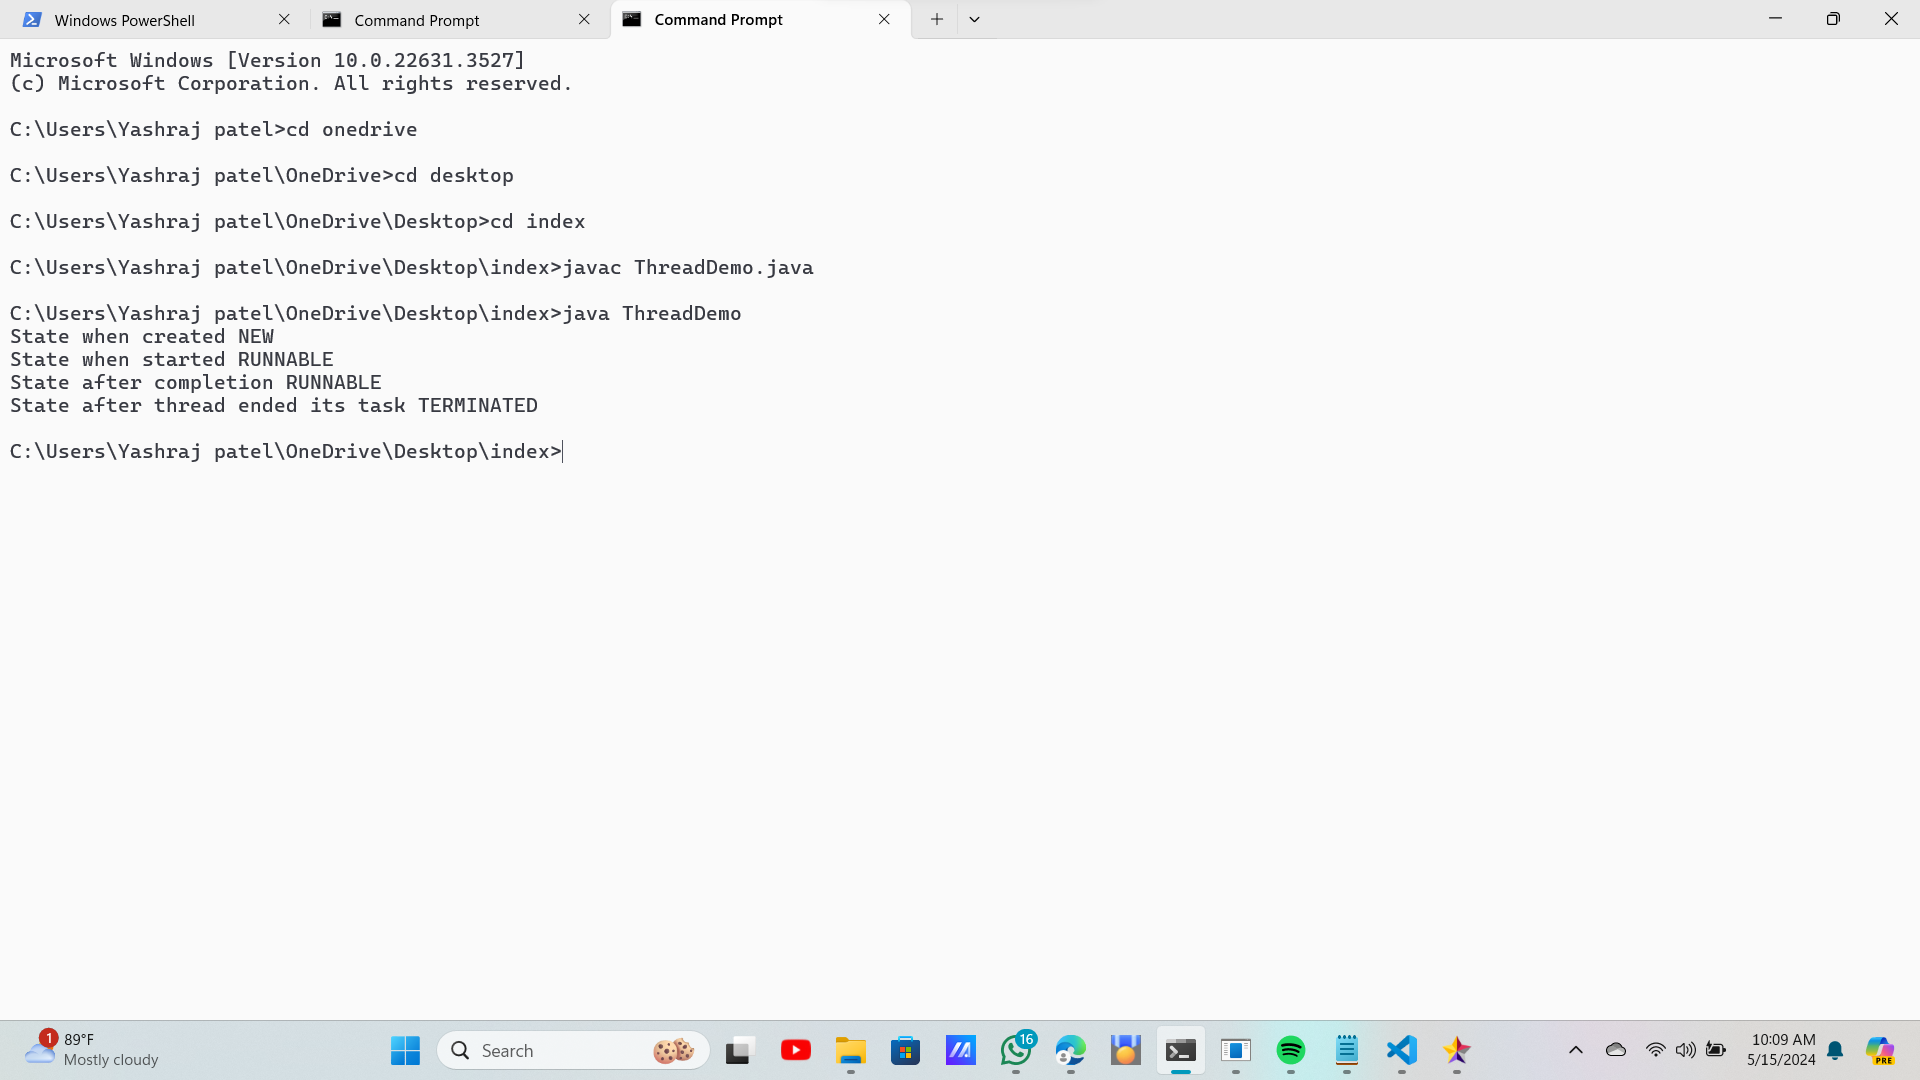 Windows PowerShell
Command Prompt
Command Prompt
Microsoft Windows [Version 10.0.22631.3527]
(c) Microsoft Corporation. All rights reserved.
C:\Users\Yashraj patel>cd onedrive
C:\Users\Yashraj patel\OneDrive>cd desktop
C:\Users\Yashraj patel\OneDrive\Desktop>cd index
C:\Users\Yashraj patel\OneDrive\Desktop\index>javac ThreadDemo.java
C:\Users\Yashraj patel\OneDrive\Desktop\index>java ThreadDemo
State when created NEW
State when started RUNNABLE
State after completion RUNNABLE
State after thread ended its task TERMINATED
C:\Users\Yashraj patel\OneDrive\Desktop\index>
1
89°F
Mostly cloudy
Search
16
10:09 AM
5/15/2024
PRE